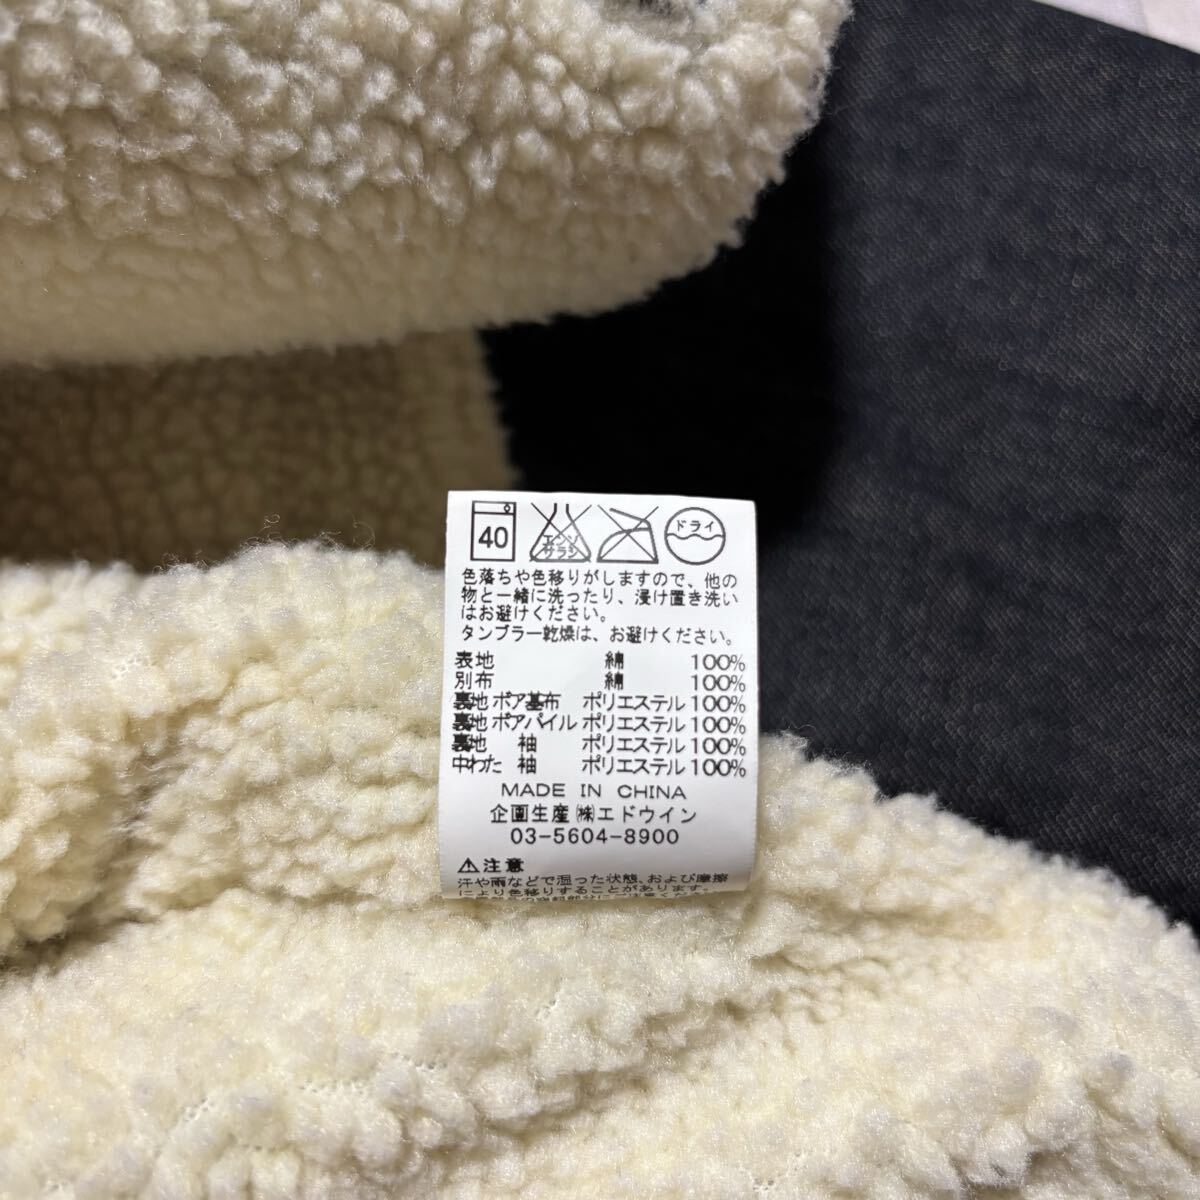 40 エンソサラシ ドライ
色落ちや色移りがしますので、他の
物と一緒に洗ったり、浸け置き洗い
はお避けください。
タンブラー乾燥は、お避けください。
表地 綿 100%
別布 綿 100%
裏地 ボア基布 ポリエステル 100%
裏地 ボアパイル ポリエステル 100%
裏地 袖 ポリエステル 100%
中わた 袖 ポリエステル 100%
MADE IN CHINA
企画生産㈱エドウイン
03-5604-8900
⚠注意
汗や雨などで湿った状態、および摩擦
により色移りすることがあります。